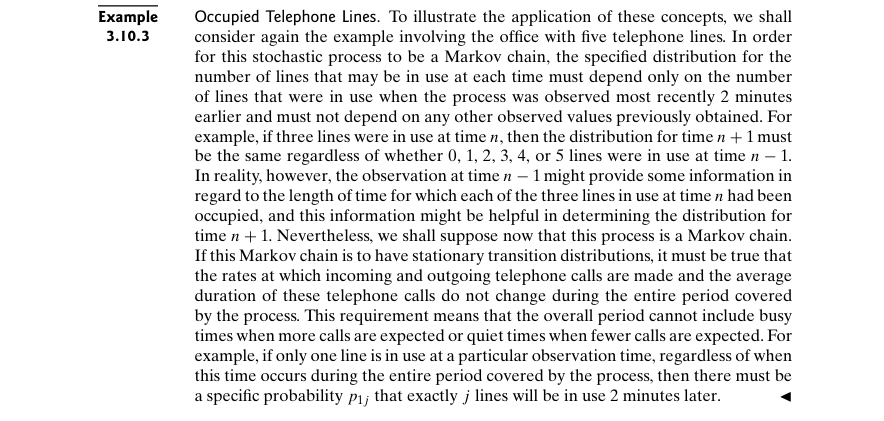 Example
3.10.3
Occupied Telephone Lines. To illustrate the application of these concepts, we shall
consider again the example involving the office with five telephone lines. In order
for this stochastic process to be a Markov chain, the specified distribution for the
number of lines that may be in use at each time must depend only on the number
of lines that were in use when the process was observed most recently 2 minutes
earlier and must not depend on any other observed values previously obtained. For
example, if three lines were in use at time n, then the distribution for time n + 1 must
be the same regardless of whether 0, 1, 2, 3, 4, or 5 lines were in use at time n − 1.
In reality, however, the observation at time n − 1 might provide some information in
regard to the length of time for which each of the three lines in use at time n had been
occupied, and this information might be helpful in determining the distribution for
time n + 1. Nevertheless, we shall suppose now that this process is a Markov chain.
If this Markov chain is to have stationary transition distributions, it must be true that
the rates at which incoming and outgoing telephone calls are made and the average
duration of these telephone calls do not change during the entire period covered
by the process. This requirement means that the overall period cannot include busy
times when more calls are expected or quiet times when fewer calls are expected. For
example, if only one line is in use at a particular observation time, regardless of when
this time occurs during the entire period covered by the process, then there must be
a specific probability p₁ⱼ that exactly j lines will be in use 2 minutes later. ◄